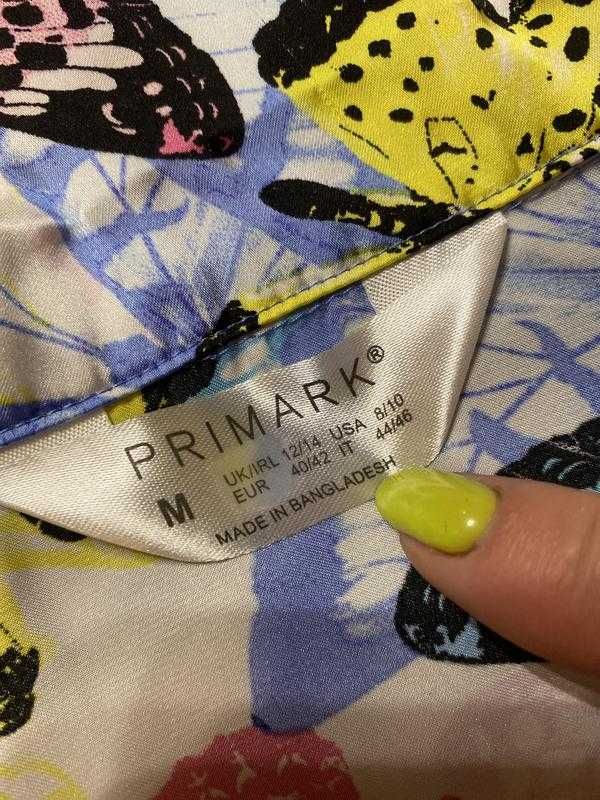 PRIMARK®
M
UK/IRL 12/14 USA 8/10
EUR 40/42 IT 44/46
MADE IN BANGLADESH